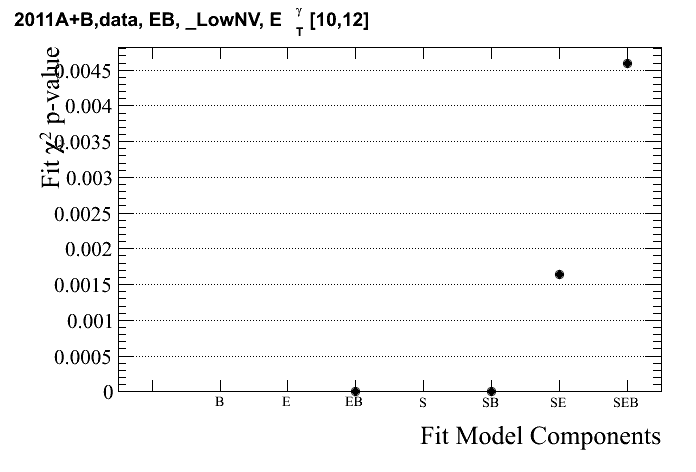 2011A+B,data, EB, _LowNV, E γ T [10,12]
Fit χ² p-value
0.0045
0.004
0.0035
0.003
0.0025
0.002
0.0015
0.001
0.0005
0
B E EB S SB SE SEB
Fit Model Components